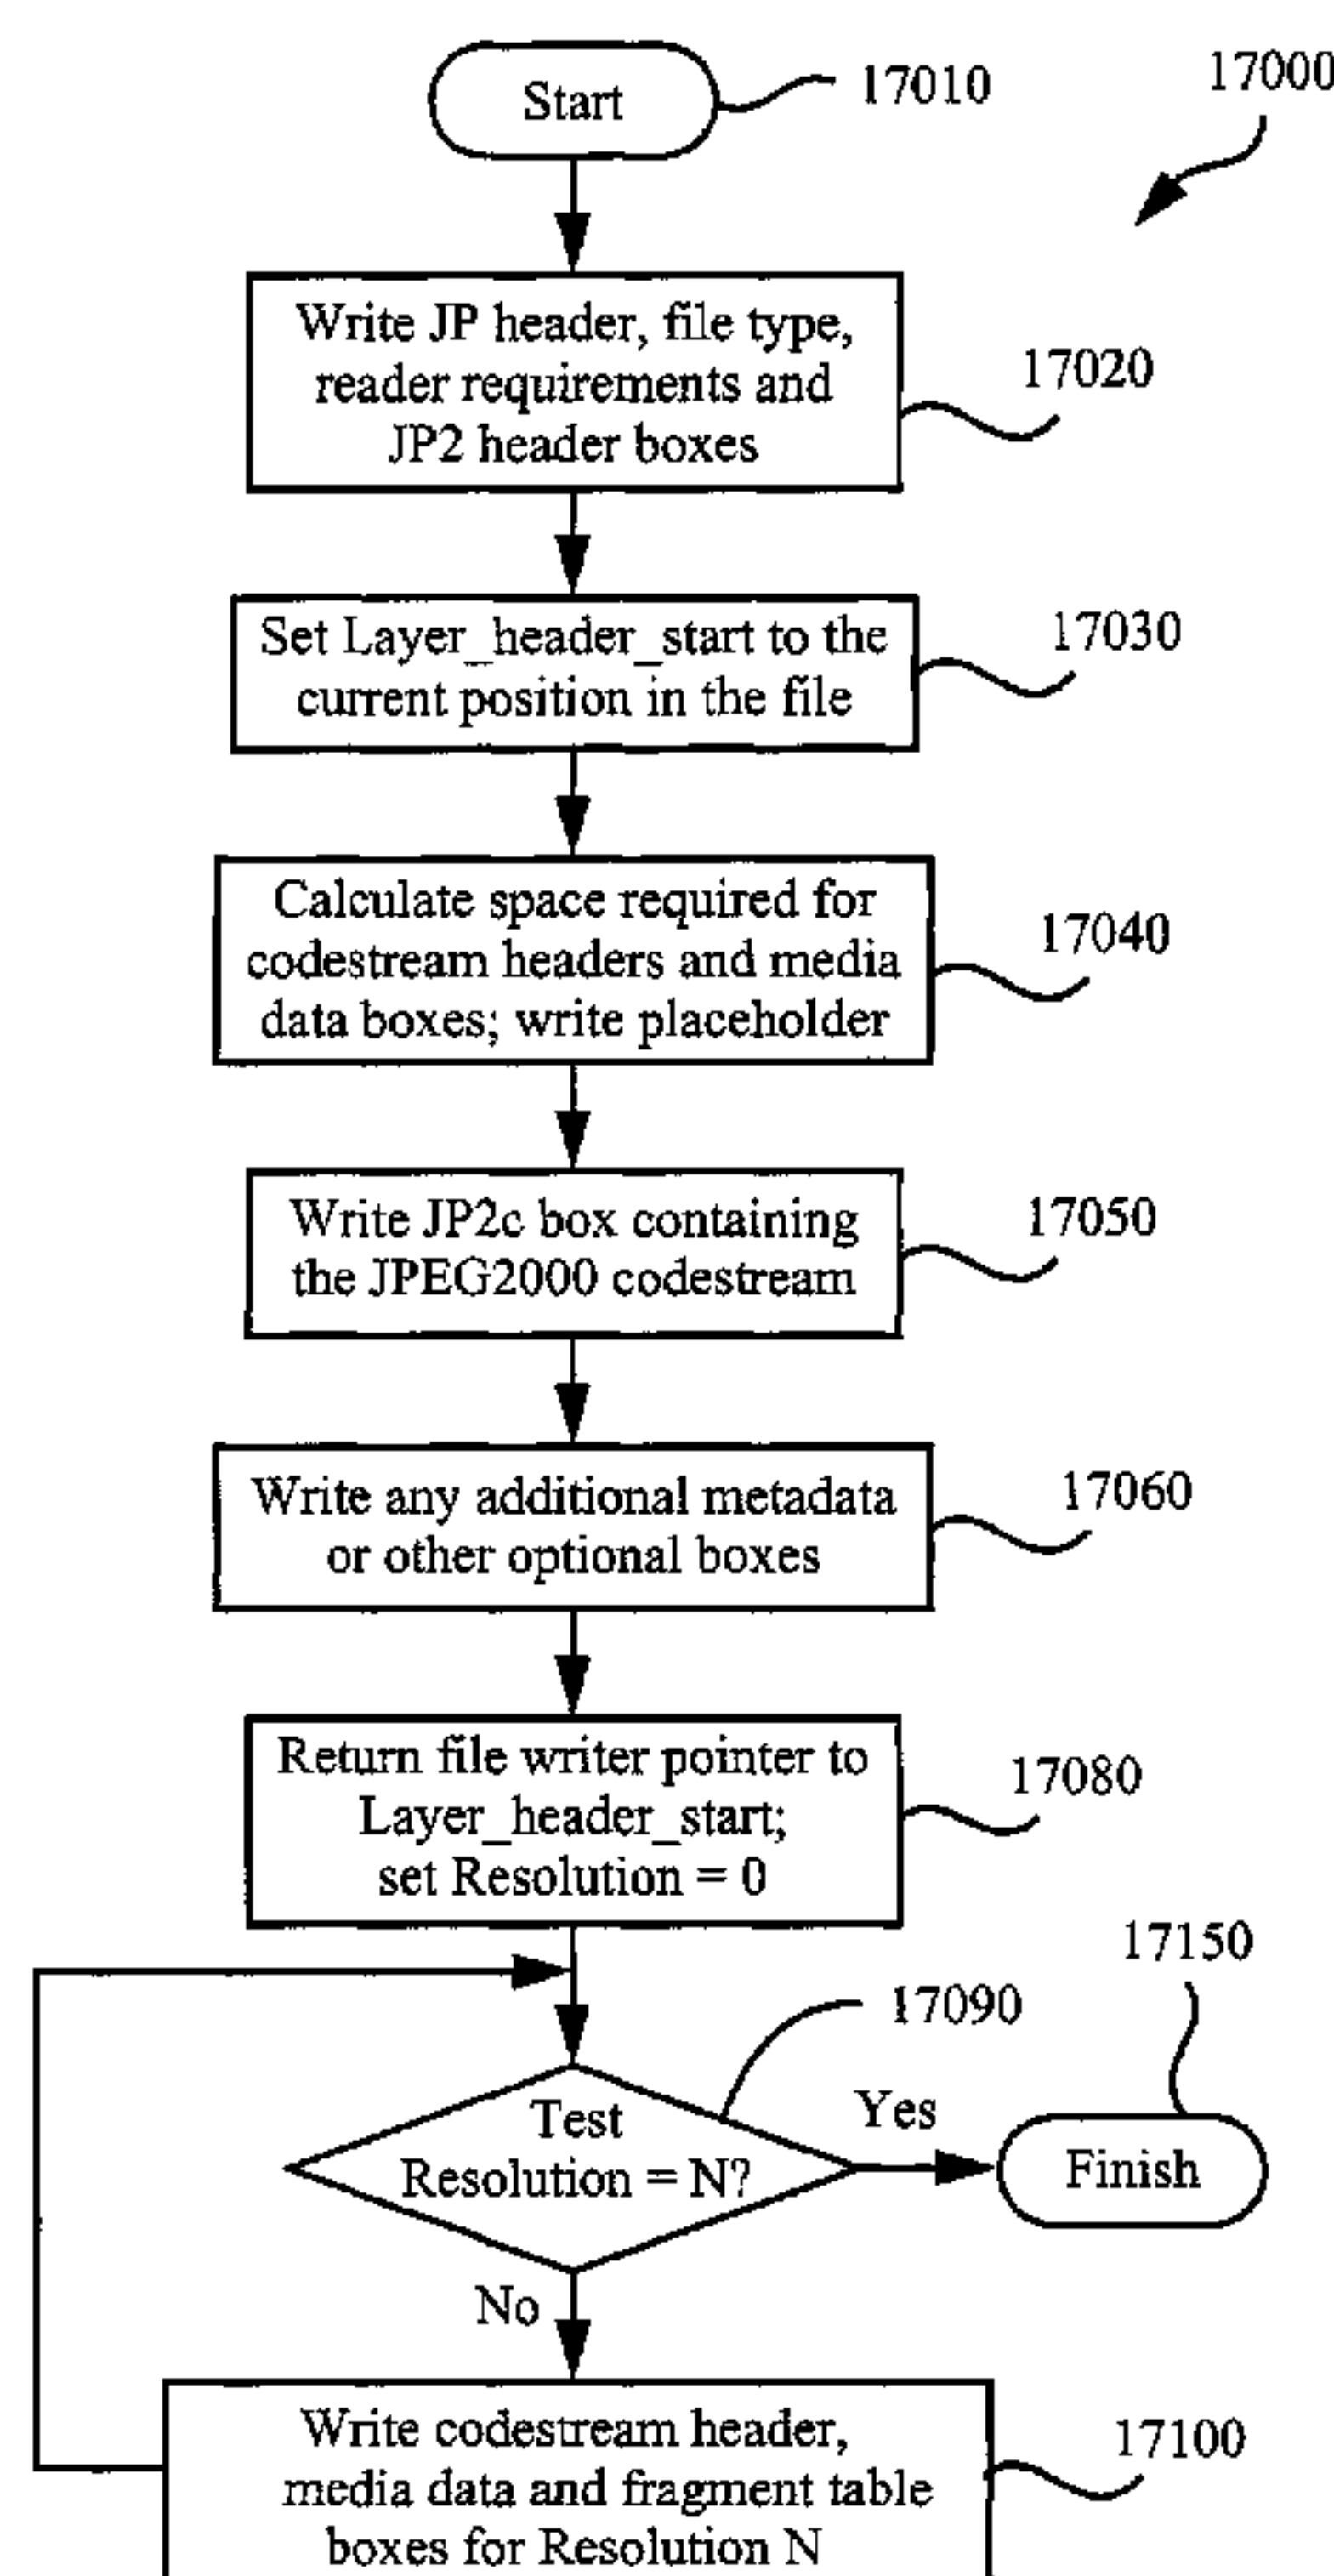 Start
17010
17000
Write JP header, file type,
reader requirements and
JP2 header boxes
17020
Set Layer_header_start to the
current position in the file
17030
Calculate space required for
codestream headers and media
data boxes; write placeholder
17040
Write JP2c box containing
the JPEG2000 codestream
17050
Write any additional metadata
or other optional boxes
17060
Return file writer pointer to
Layer_header_start;
set Resolution = 0
17080
17150
17090
Test
Resolution = N?
Yes
Finish
No
Write codestream header,
media data and fragment table
boxes for Resolution N
17100